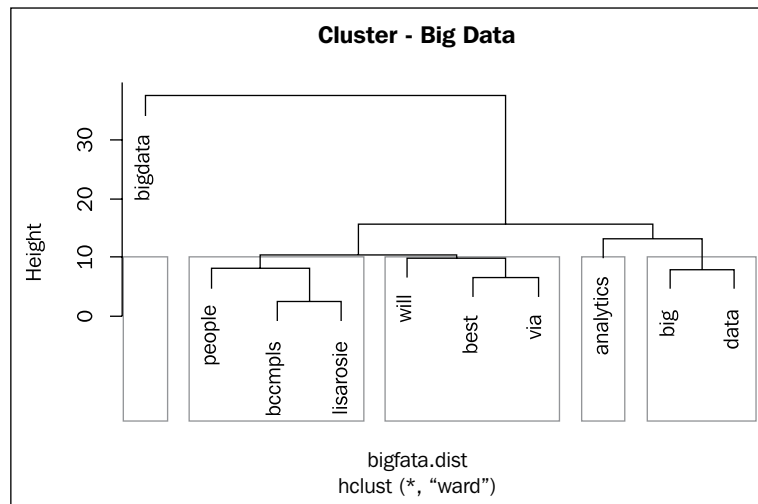 Cluster - Big Data
Height
30
20
10
0
bigdata
people
bccmpls
lisarosie
will
best
via
analytics
big
data
bigfata.dist
hclust (*, “ward”)